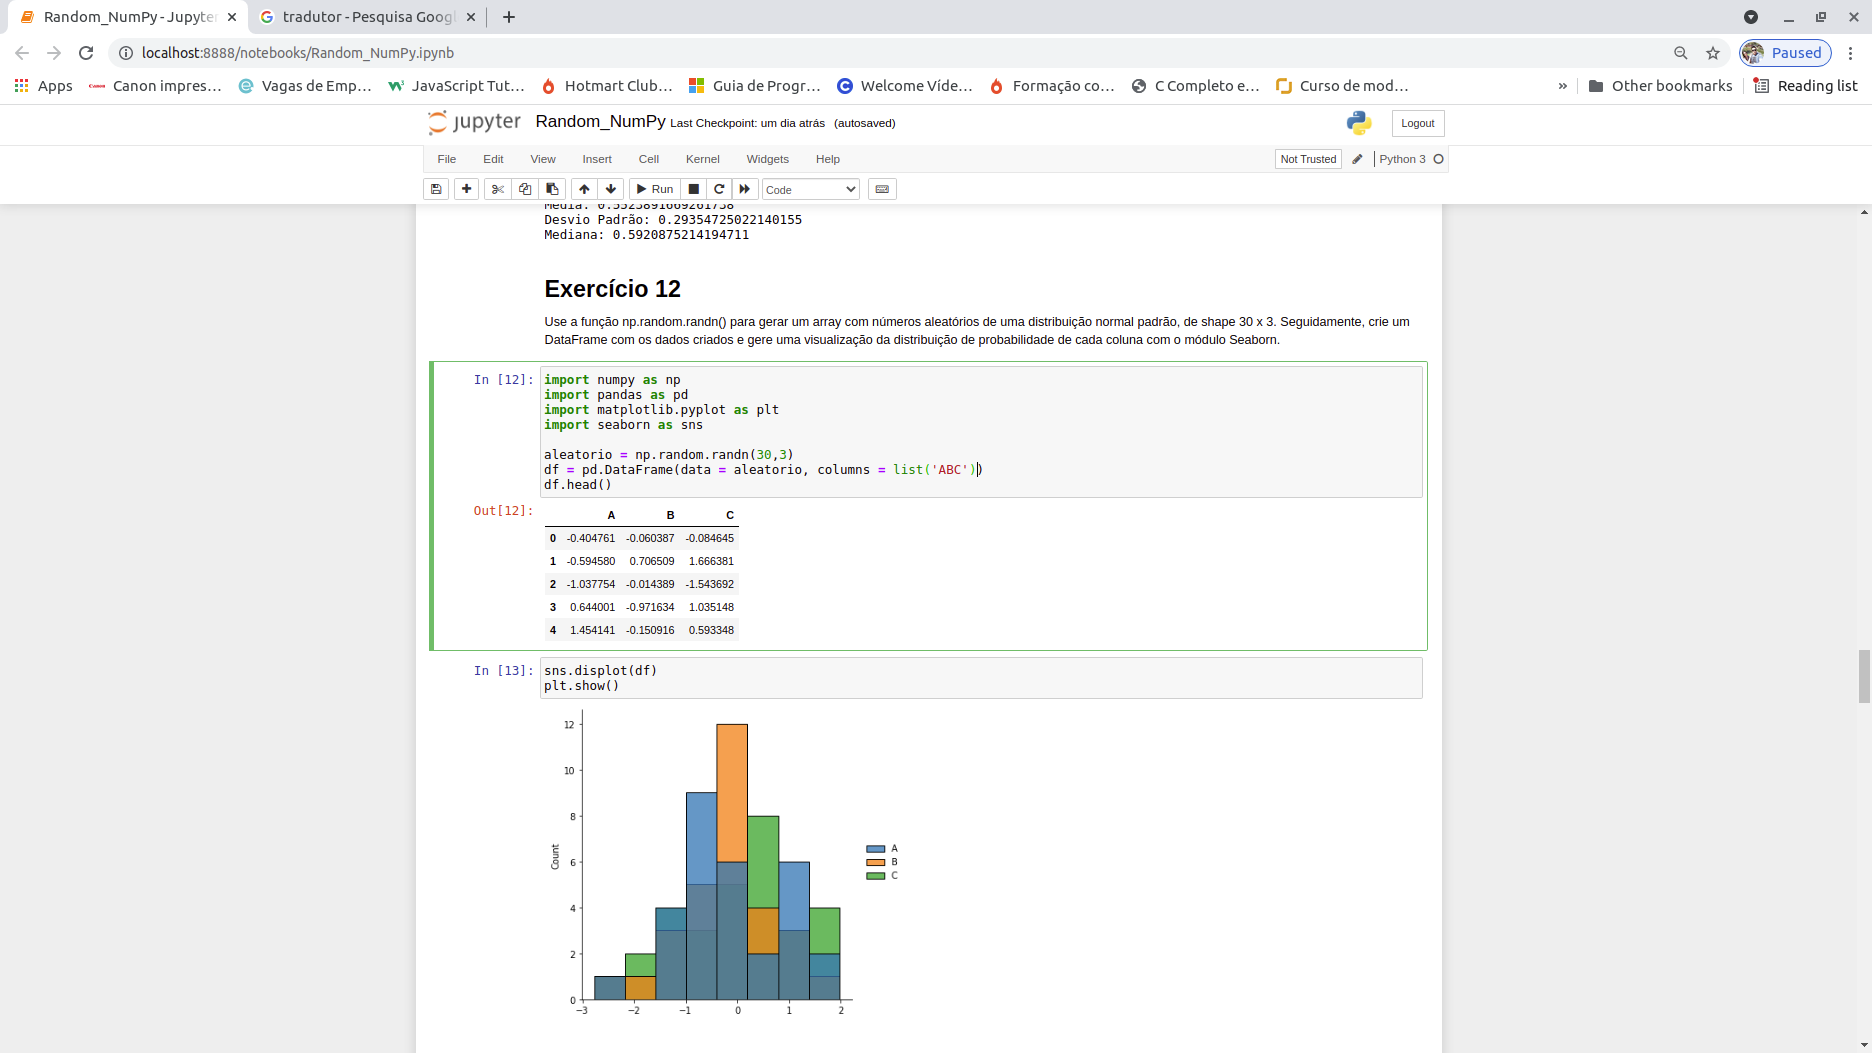 Random_NumPy - Jupyter
tradutor - Pesquisa Googl
localhost:8888/notebooks/Random_NumPy.ipynb
Paused
Apps
Canon impres…
Vagas de Emp…
JavaScript Tut…
Hotmart Club…
Guia de Progr…
Welcome Víde…
Formação co…
C Completo e…
Curso de mod…
»
Other bookmarks
Reading list
jupyter
Random_NumPy Last Checkpoint: um dia atrás (autosaved)
Logout
File Edit View Insert Cell Kernel Widgets Help
Not Trusted
Python 3
Run
Code
Média: 0.5523891669261738
Desvio Padrão: 0.29354725022140155
Mediana: 0.5920875214194711
Exercício 12
Use a função np.random.randn() para gerar um array com números aleatórios de uma distribuição normal padrão, de shape 30 x 3. Seguidamente, crie um
DataFrame com os dados criados e gere uma visualização da distribuição de probabilidade de cada coluna com o módulo Seaborn.
In [12]:
import numpy as np
import pandas as pd
import matplotlib.pyplot as plt
import seaborn as sns
aleatorio = np.random.randn(30,3)
df = pd.DataFrame(data = aleatorio, columns = list('ABC'))
df.head()
Out[12]:
A B C
0 -0.404761 -0.060387 -0.084645
1 -0.594580 0.706509 1.666381
2 -1.037754 -0.014389 -1.543692
3 0.644001 -0.971634 1.035148
4 1.454141 -0.150916 0.593348
In [13]:
sns.displot(df)
plt.show()
12
10
8
6
4
2
0
Count
−3 −2 −1 0 1 2
A
B
C